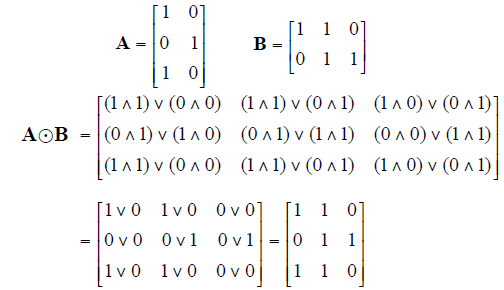 A = [1 0; 0 1; 1 0] B = [1 1 0; 0 1 1]
A⊙B = [(1 ∧ 1) ∨ (0 ∧ 0) (1 ∧ 1) ∨ (0 ∧ 1) (1 ∧ 0) ∨ (0 ∧ 1)
(0 ∧ 1) ∨ (1 ∧ 0) (0 ∧ 1) ∨ (1 ∧ 1) (0 ∧ 0) ∨ (1 ∧ 1)
(1 ∧ 1) ∨ (0 ∧ 0) (1 ∧ 1) ∨ (0 ∧ 1) (1 ∧ 0) ∨ (0 ∧ 1)]
= [1 ∨ 0 1 ∨ 0 0 ∨ 0; 0 ∨ 0 0 ∨ 1 0 ∨ 1; 1 ∨ 0 1 ∨ 0 0 ∨ 0] = [1 1 0; 0 1 1; 1 1 0]